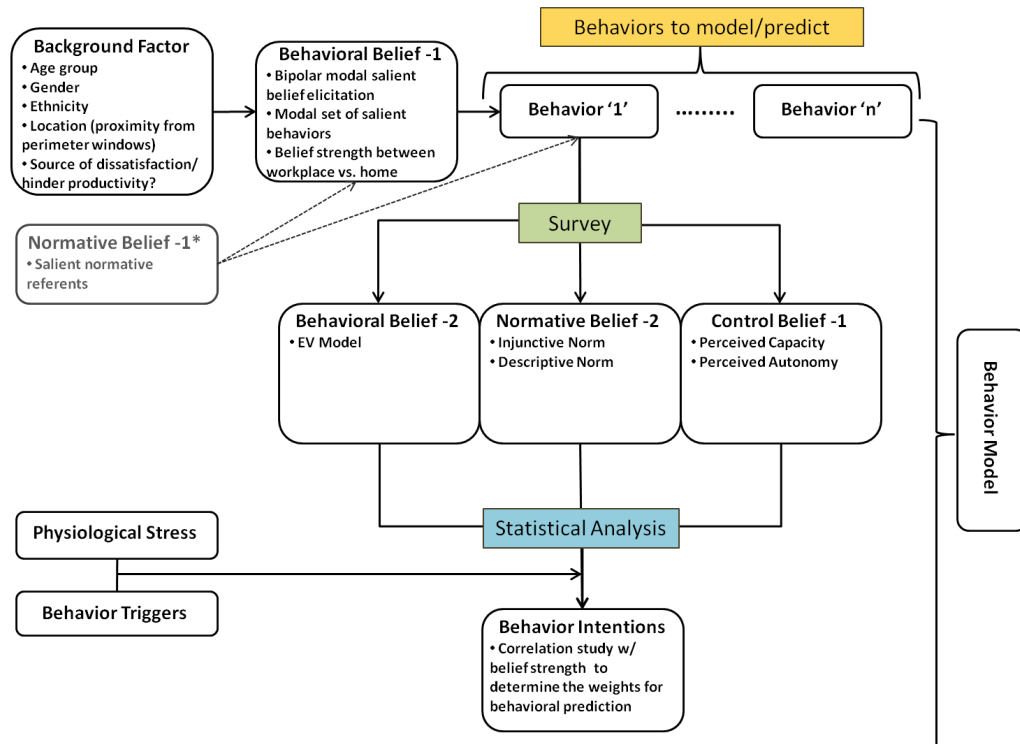 Behaviors to model/predict
Background Factor
• Age group
• Gender
• Ethnicity
• Location (proximity from
perimeter windows)
• Source of dissatisfaction/
hinder productivity?
Behavioral Belief -1
• Bipolar modal salient
belief elicitation
• Modal set of salient
behaviors
• Belief strength between
workplace vs. home
Behavior ‘1’
.........
Behavior ‘n’
Normative Belief -1*
• Salient normative
referents
Survey
Behavioral Belief -2
• EV Model
Normative Belief -2
• Injunctive Norm
• Descriptive Norm
Control Belief -1
• Perceived Capacity
• Perceived Autonomy
Behavior Model
Statistical Analysis
Physiological Stress
Behavior Triggers
Behavior Intentions
• Correlation study w/
belief strength to
determine the weights for
behavioral prediction